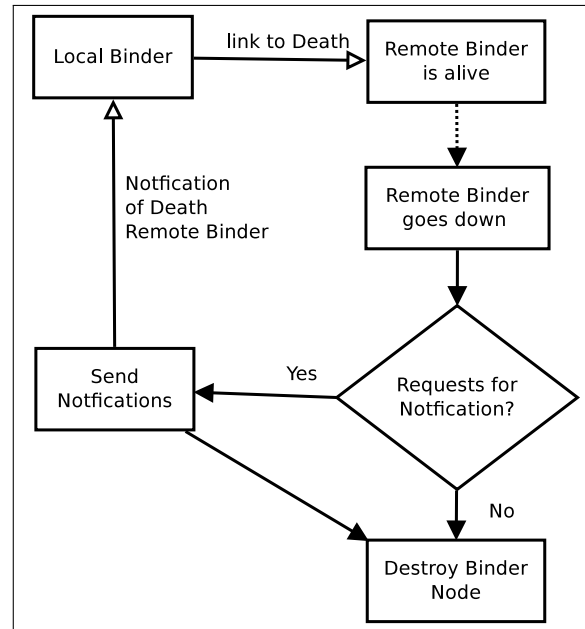 Local Binder
link to Death
Remote Binder
is alive
Notfication
of Death
Remote Binder
Remote Binder
goes down
Send
Notfications
Yes
Requests for
Notfication?
No
Destroy Binder
Node